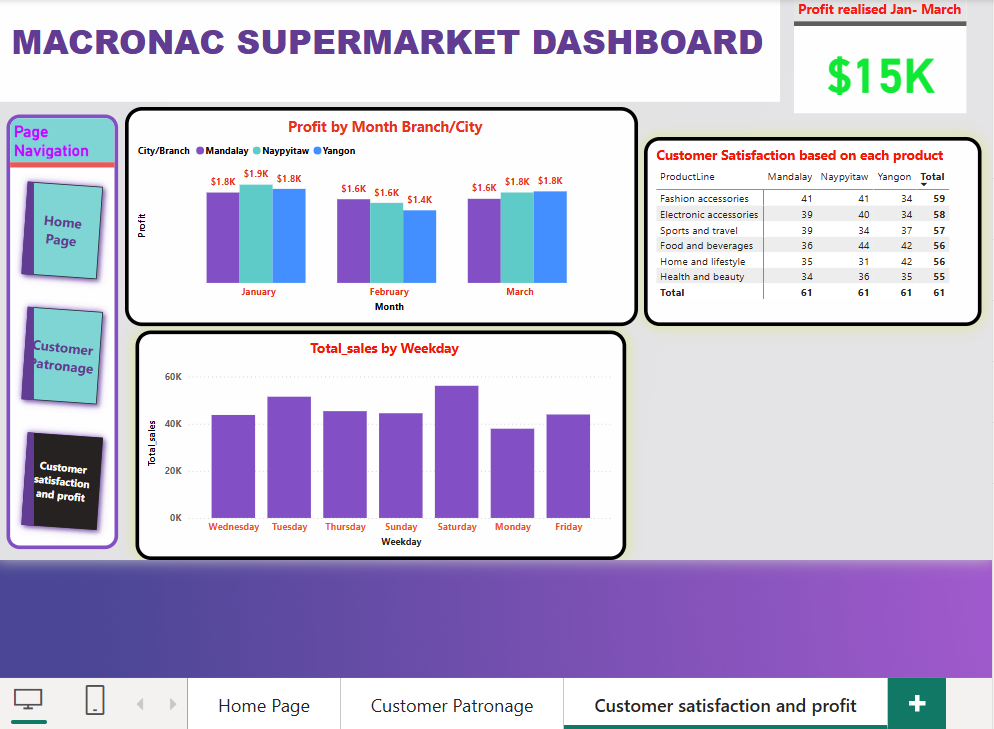 MACRONAC SUPERMARKET DASHBOARD
Profit realised Jan- March
$15K
Page
Navigation
Home
Page
Customer
Patronage
Customer
satisfaction
and profit
Profit by Month Branch/City
City/Branch Mandalay Naypyitaw Yangon
$1.8K $1.9K $1.8K $1.6K $1.6K $1.4K $1.6K $1.8K $1.8K
Profit
January February March
Month
Customer Satisfaction based on each product
ProductLine Mandalay Naypyitaw Yangon Total
Fashion accessories 41 41 34 59
Electronic accessories 39 40 34 58
Sports and travel 39 34 37 57
Food and beverages 36 44 42 56
Home and lifestyle 35 31 42 56
Health and beauty 34 36 35 55
Total 61 61 61 61
Total_sales by Weekday
60K
40K
20K
0K
Total_sales
Wednesday Tuesday Thursday Sunday Saturday Monday Friday
Weekday
Home Page Customer Patronage Customer satisfaction and profit +